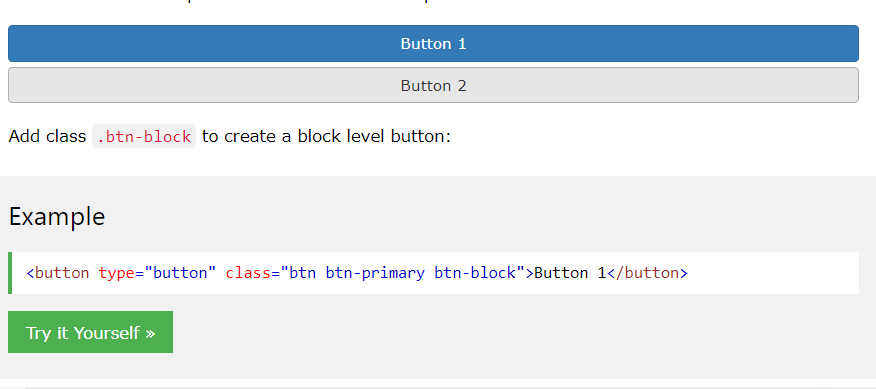 Button 1
Button 2
Add class .btn-block to create a block level button:
Example
<button type="button" class="btn btn-primary btn-block">Button 1</button>
Try it Yourself »